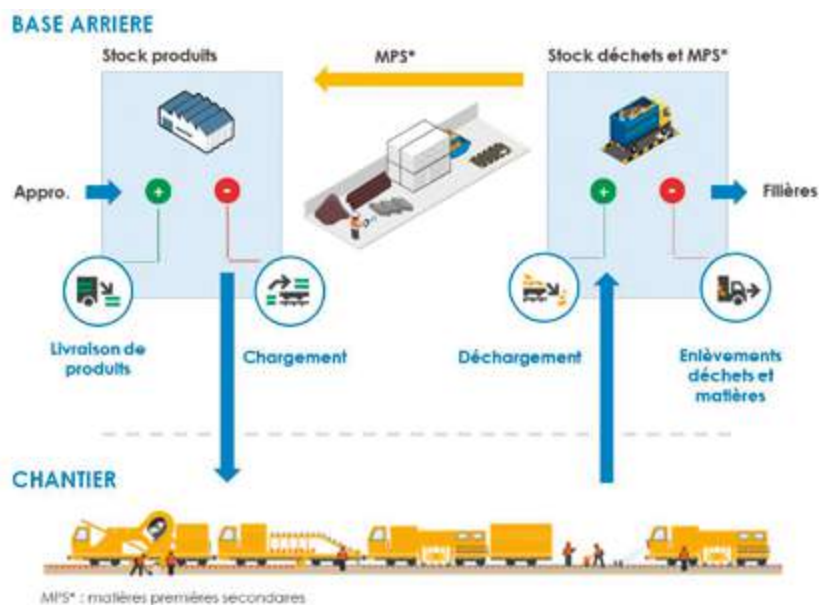 BASE ARRIERE
Stock produits
MPS*
Stock déchets et MPS*
Appro.
+
-
+
-
Filières
Livraison de
produits
Chargement
Déchargement
Enlèvements
déchets et
matières
CHANTIER
MPS* : matières premières secondaires